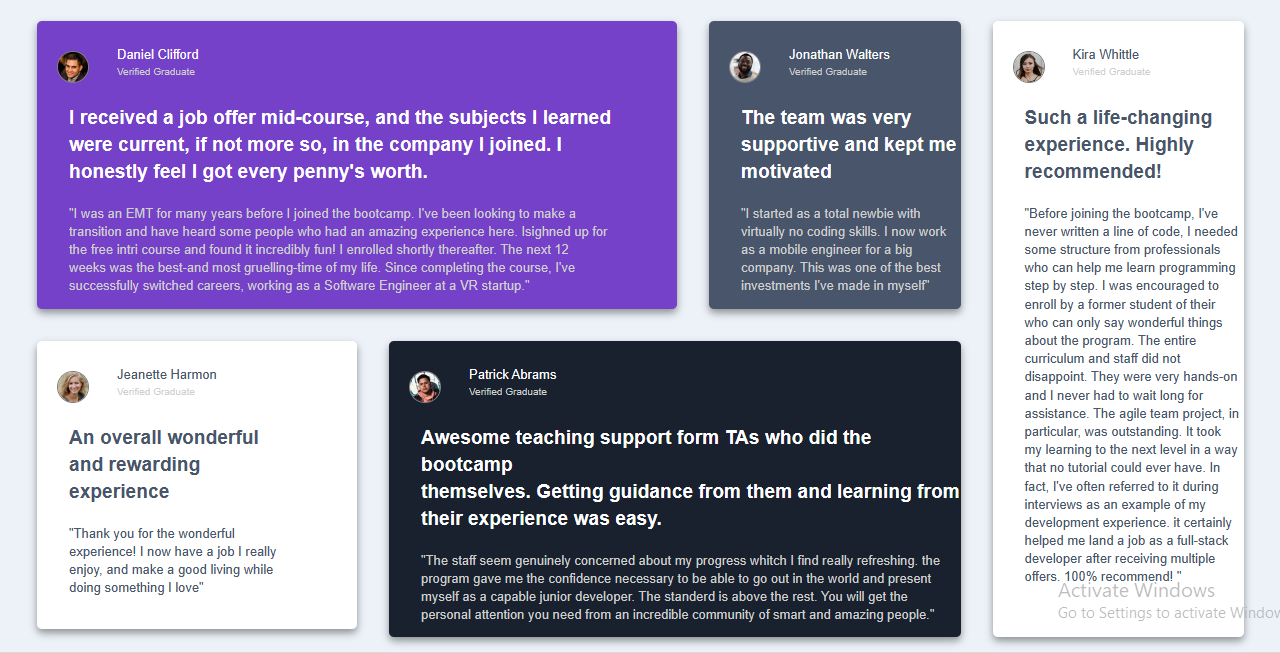 Daniel Clifford
Verified Graduate
I received a job offer mid-course, and the subjects I learned
were current, if not more so, in the company I joined. I
honestly feel I got every penny's worth.
"I was an EMT for many years before I joined the bootcamp. I've been looking to make a
transition and have heard some people who had an amazing experience here. Isighned up for
the free intri course and found it incredibly fun! I enrolled shortly thereafter. The next 12
weeks was the best-and most gruelling-time of my life. Since completing the course, I've
successfully switched careers, working as a Software Engineer at a VR startup."
Jonathan Walters
Verified Graduate
The team was very
supportive and kept me
motivated
"I started as a total newbie with
virtually no coding skills. I now work
as a mobile engineer for a big
company. This was one of the best
investments I've made in myself"
Kira Whittle
Verified Graduate
Such a life-changing
experience. Highly
recommended!
"Before joining the bootcamp, I've
never written a line of code, I needed
some structure from professionals
who can help me learn programming
step by step. I was encouraged to
enroll by a former student of their
who can only say wonderful things
about the program. The entire
curriculum and staff did not
disappoint. They were very hands-on
and I never had to wait long for
assistance. The agile team project, in
particular, was outstanding. It took
my learning to the next level in a way
that no tutorial could ever have. In
fact, I've often referred to it during
interviews as an example of my
development experience. it certainly
helped me land a job as a full-stack
developer after receiving multiple
offers. 100% recommend! "
Jeanette Harmon
Verified Graduate
An overall wonderful
and rewarding
experience
"Thank you for the wonderful
experience! I now have a job I really
enjoy, and make a good living while
doing something I love"
Patrick Abrams
Verified Graduate
Awesome teaching support form TAs who did the
bootcamp
themselves. Getting guidance from them and learning from
their experience was easy.
"The staff seem genuinely concerned about my progress whitch I find really refreshing. the
program gave me the confidence necessary to be able to go out in the world and present
myself as a capable junior developer. The standerd is above the rest. You will get the
personal attention you need from an incredible community of smart and amazing people."
Activate Windows
Go to Settings to activate Window